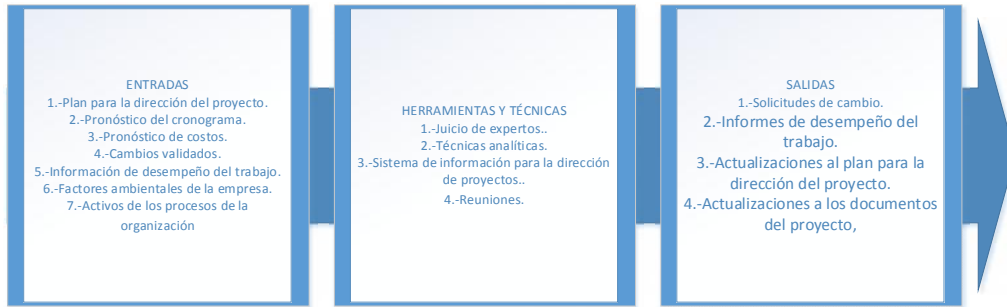 ENTRADAS
1.-Plan para la dirección del proyecto.
2.-Pronóstico del cronograma.
3.-Pronóstico de costos.
4.-Cambios validados.
5.-Información de desempeño del trabajo.
6.-Factores ambientales de la empresa.
7.-Activos de los procesos de la
organización
HERRAMIENTAS Y TÉCNICAS
1.-Juicio de expertos..
2.-Técnicas analíticas.
3.-Sistema de información para la dirección
de proyectos..
4.-Reuniones.
SALIDAS
1.-Solicitudes de cambio.
2.-Informes de desempeño del
trabajo.
3.-Actualizaciones al plan para la
dirección del proyecto.
4.-Actualizaciones a los documentos
del proyecto,